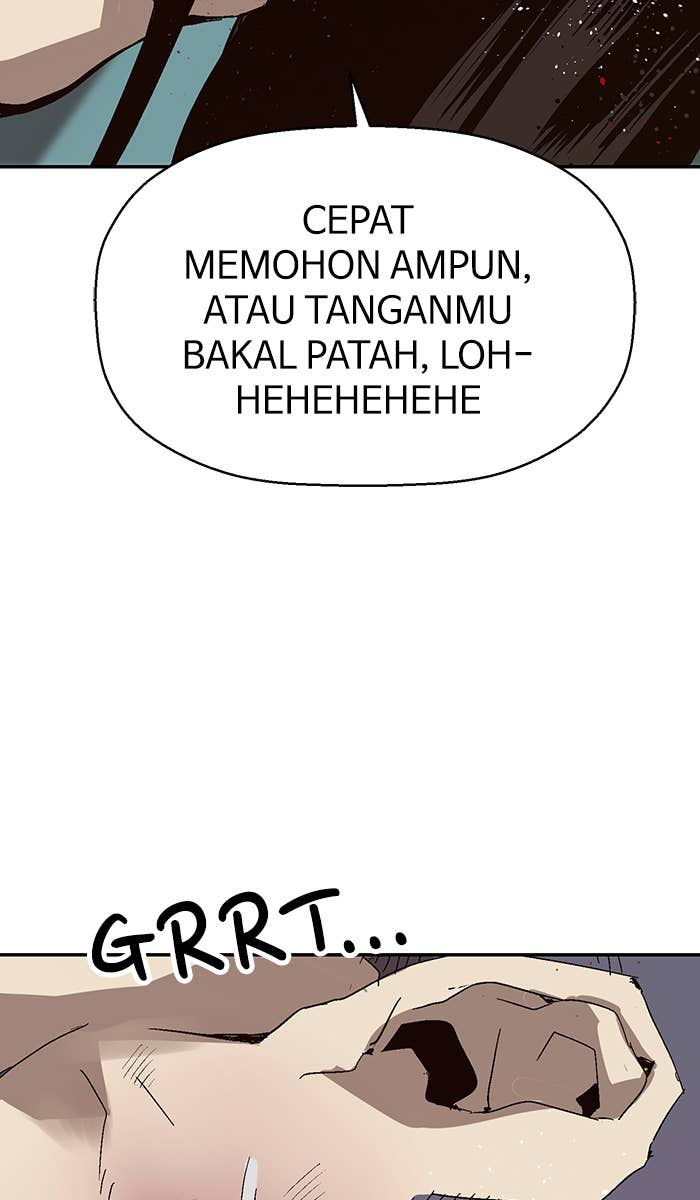 CEPAT
MEMOHON AMPUN,
ATAU TANGANMU
BAKAL PATAH, LOH-
HEHEHEHEHE
GRRT...